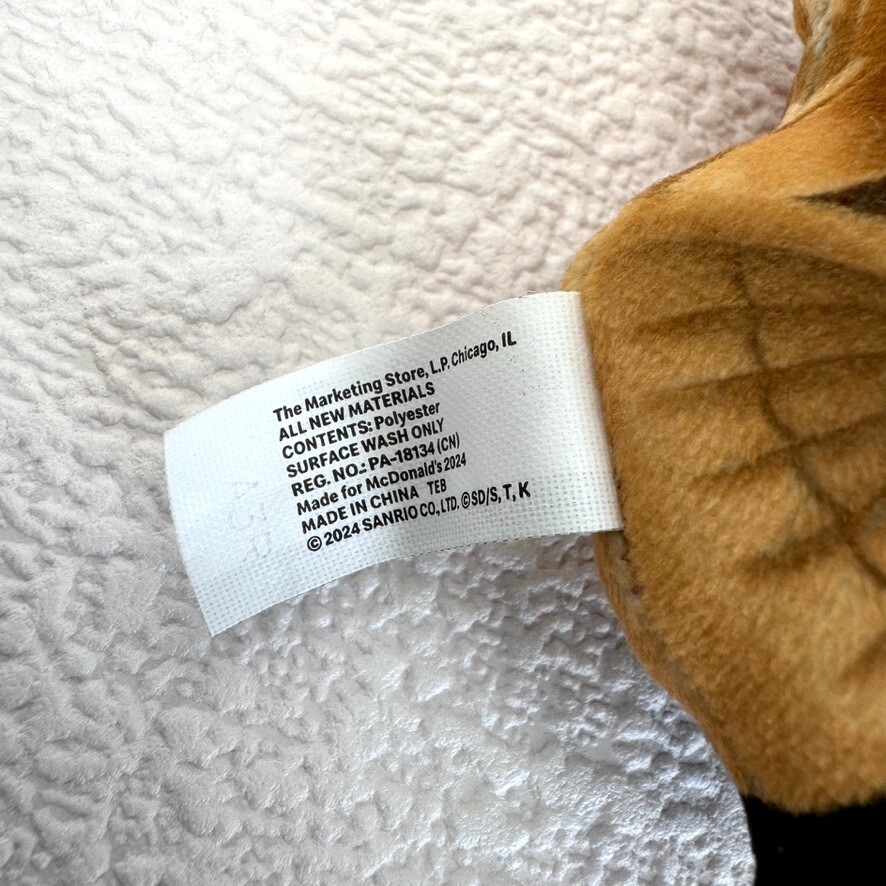 The Marketing Store, L.P. Chicago, IL
ALL NEW MATERIALS
CONTENTS: Polyester
SURFACE WASH ONLY
REG. NO.: PA-18134 (CN)
Made for McDonald's 2024
MADE IN CHINA TEB
© 2024 SANRIO CO., LTD. ©SD/S, T, K